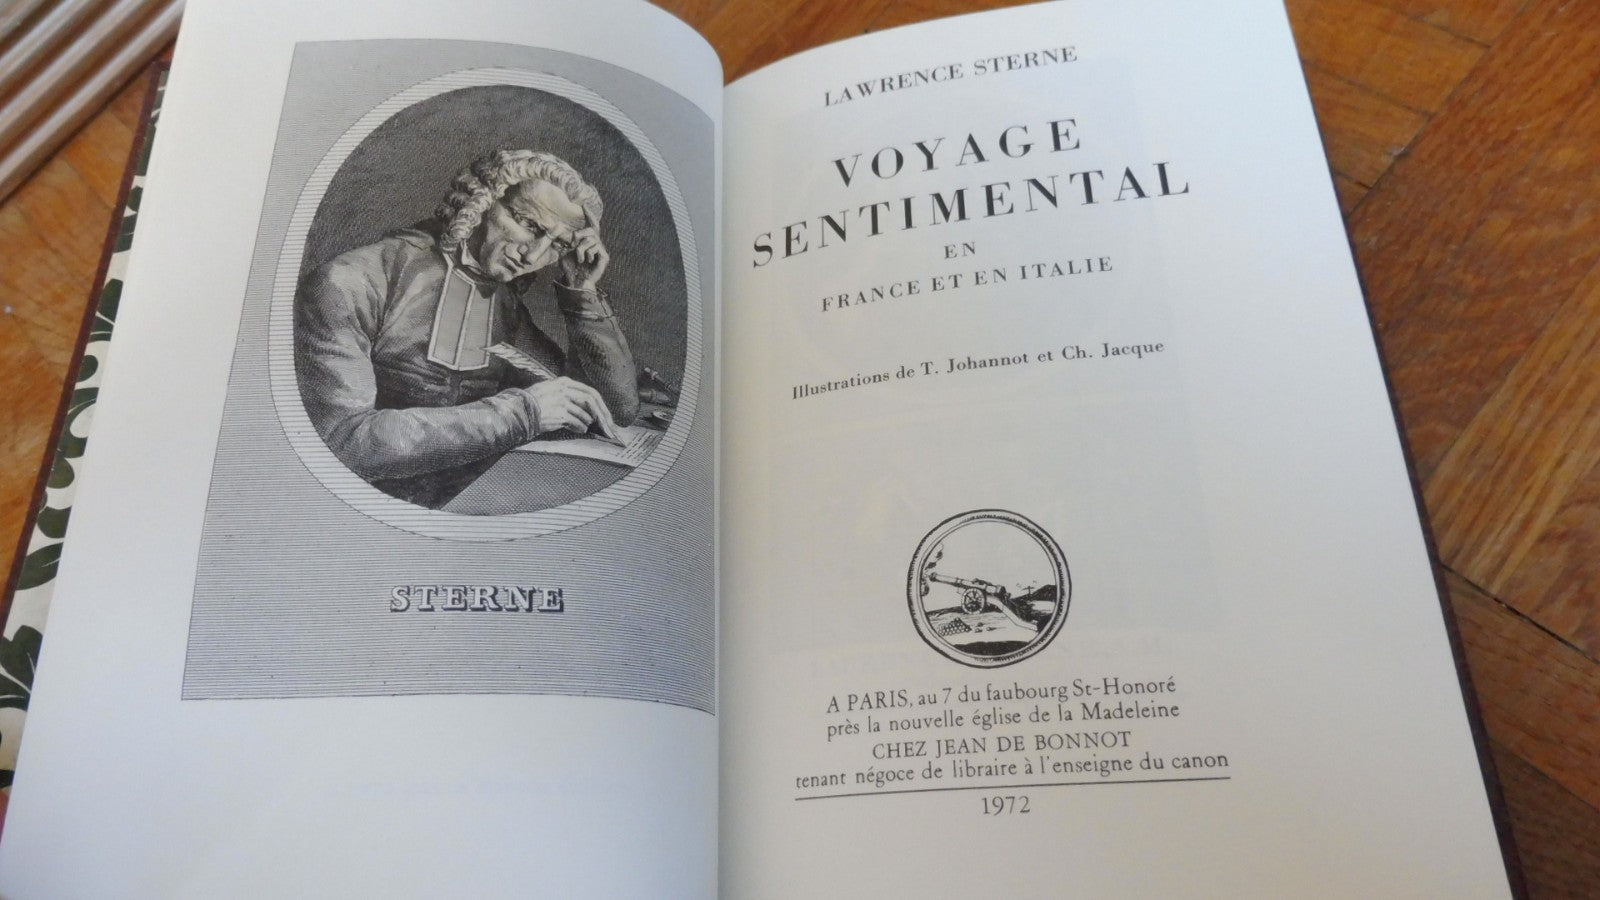 STERNE
LAWRENCE STERNE
VOYAGE
SENTIMENTAL
EN
FRANCE ET EN ITALIE
Illustrations de T. Johannot et Ch. Jacque
A PARIS, au 7 du faubourg St-Honoré
près la nouvelle église de la Madeleine
CHEZ JEAN DE BONNOT
tenant négoce de libraire à l'enseigne du canon
1972